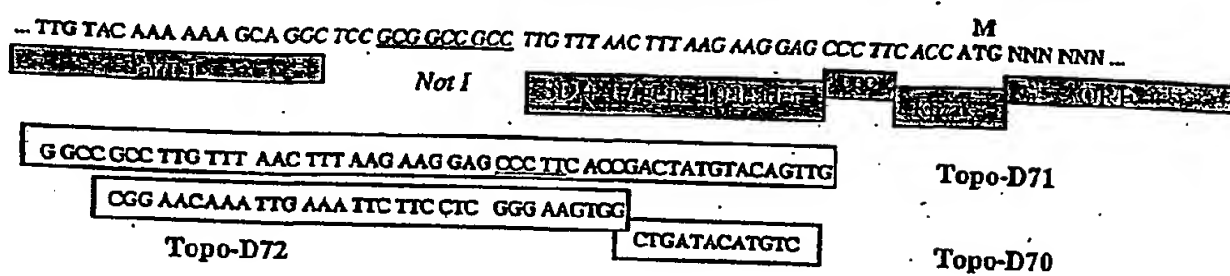 ... TTG TAC AAA AAA GCA GGC TCC GCG GCCGCC TTG TTT AAC TTT AAG AAG GAG CCC TTC ACC ATG NNN NNN ...
M
Not I
G GCC GCC TTG TTT AAC TTT AAG AAG GAG CCC TTC ACCGACTATGTACAGTTG
Topo-D71
CGG AACAAA TTG AAA TTC TTC CTC GGG AAGTGG
CTGATACATGTC
Topo-D72
Topo-D70